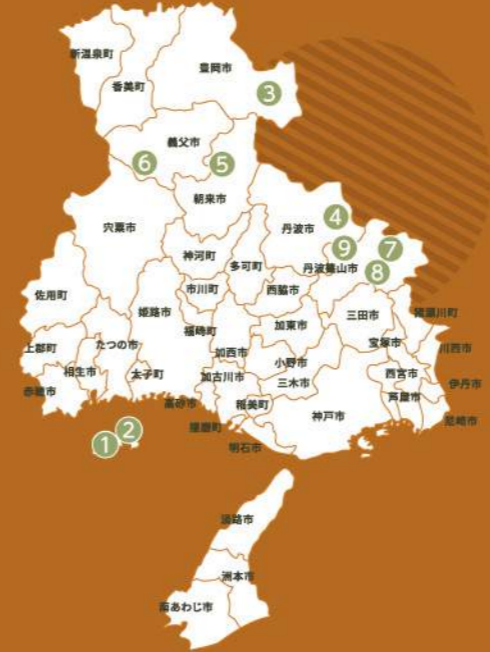 新温泉町
豊岡市
香美町
3
養父市
6
5
朝来市
4
宍粟市
丹波市
9
7
神河町
多可町
丹波篠山市
8
市川町
西脇市
佐用町
姫路市
三田市
猪瀬川町
加東市
福崎町
宝塚市
上郡町
たつの市
加西市
川西市
小野市
相生市
太子町
加古川市
西宮市
三木市
伊丹市
赤穂市
芦屋市
高砂市
稲美町
神戸市
尼崎市
播磨町
2
1
明石市
淡路市
洲本市
南あわじ市